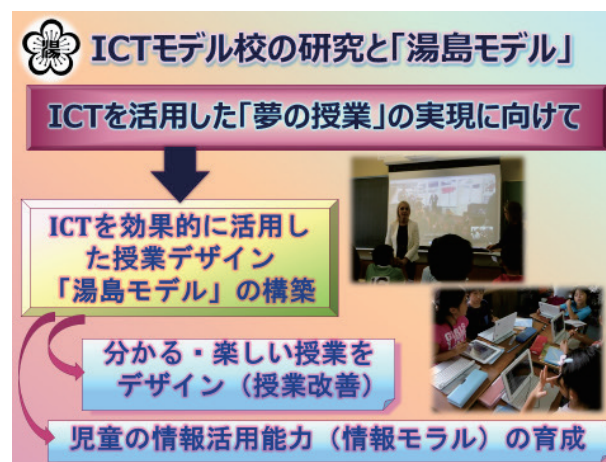 湯
ICTモデル校の研究と「湯島モデル」
ICTを活用した「夢の授業」の実現に向けて
ICTを効果的に活用し
た授業デザイン
「湯島モデル」の構築
分かる・楽しい授業を
デザイン（授業改善）
児童の情報活用能力（情報モラル）の育成